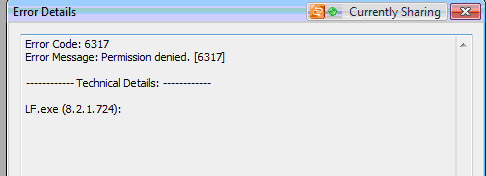 Error Details
Currently Sharing
Error Code: 6317
Error Message: Permission denied. [6317]
------------ Technical Details: ------------
LF.exe (8.2.1.724):